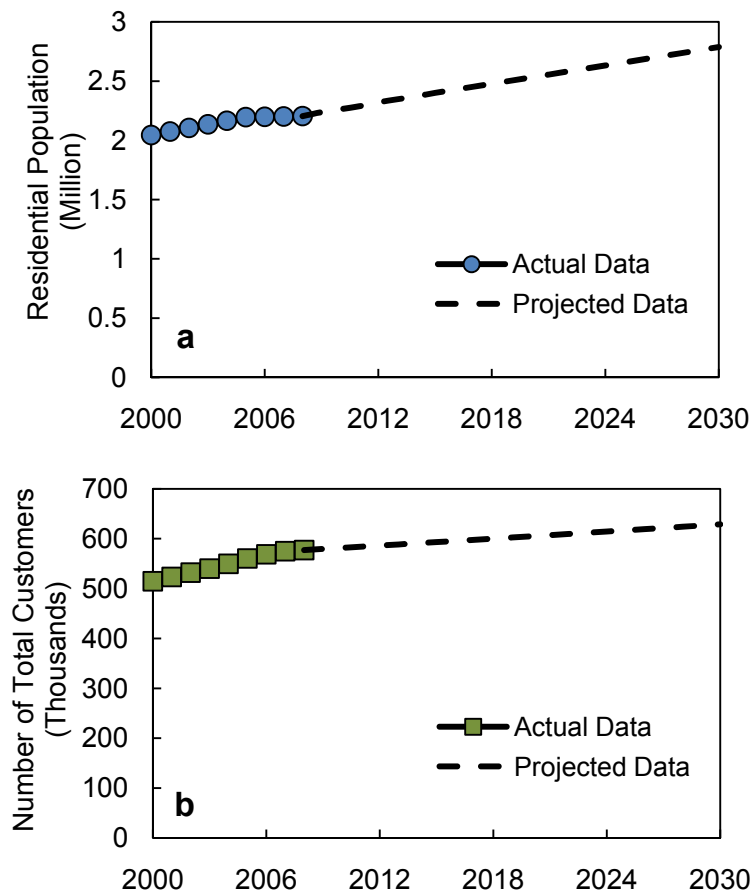 3
2.5
2
1.5
1
0.5
0
Residential Population
(Million)
Actual Data
Projected Data
a
2000 2006 2012 2018 2024 2030
700
600
500
400
300
200
100
0
Number of Total Customers
(Thousands)
Actual Data
Projected Data
b
2000 2006 2012 2018 2024 2030